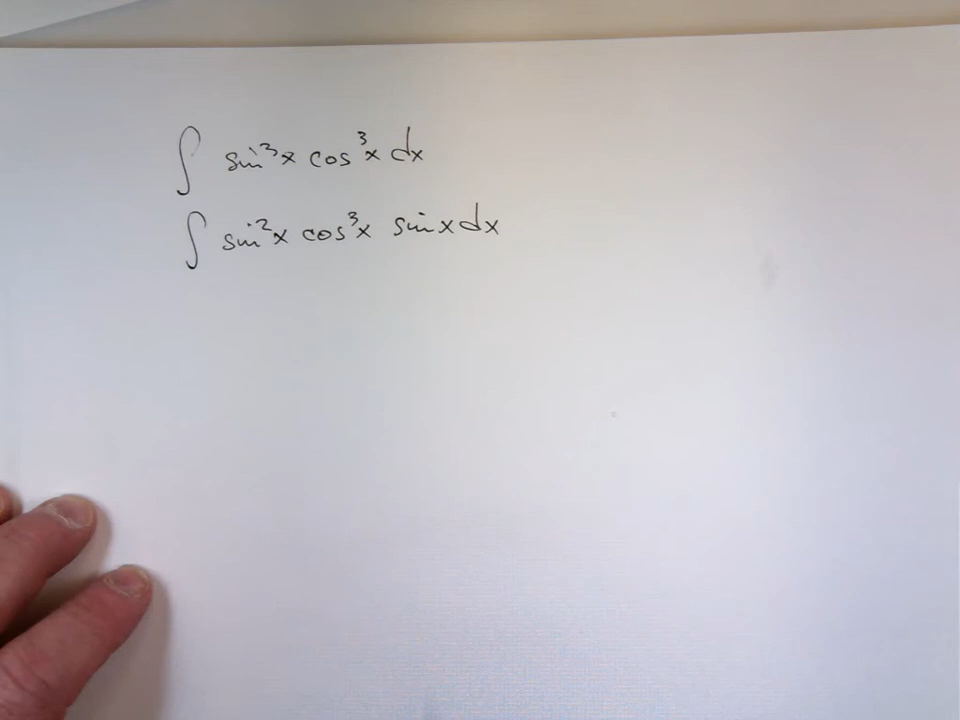 ∫ sin³x cos³x dx
∫ sin²x cos³x sinx dx